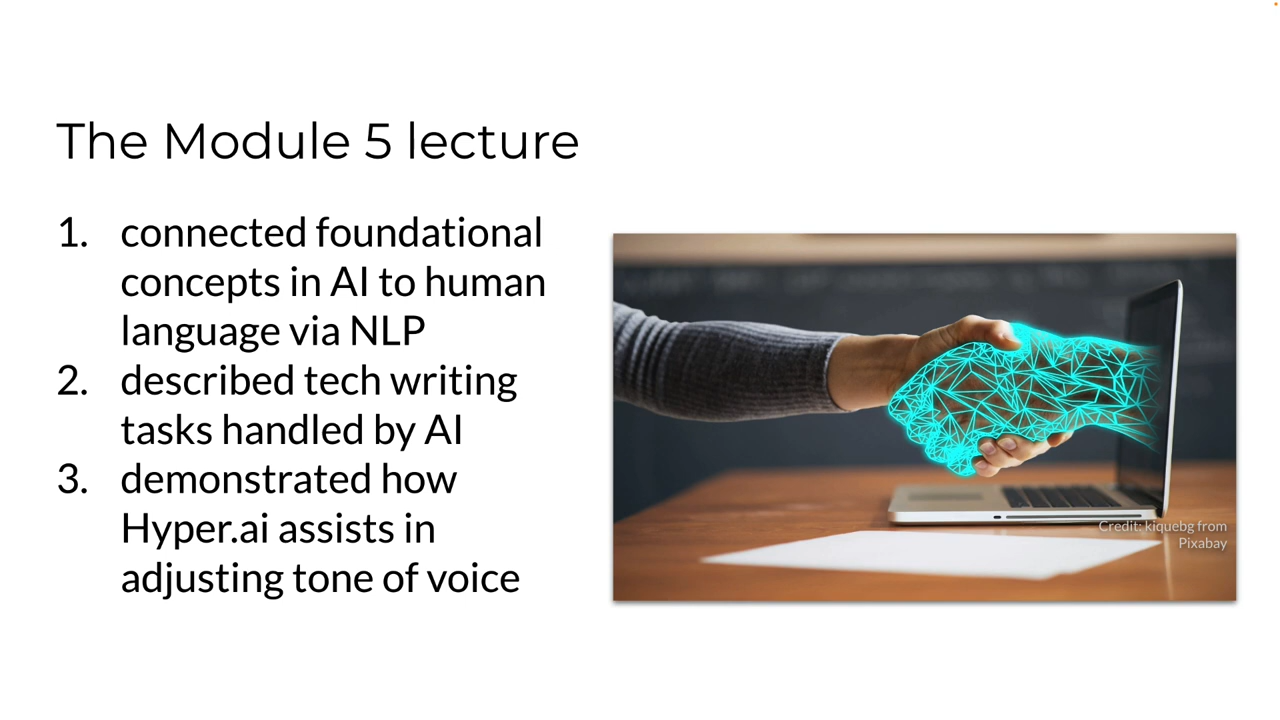 The Module 5 lecture
1. connected foundational
concepts in AI to human
language via NLP
2. described tech writing
tasks handled by AI
3. demonstrated how
Hyper.ai assists in
adjusting tone of voice
Credit: kiquebg from
Pixabay